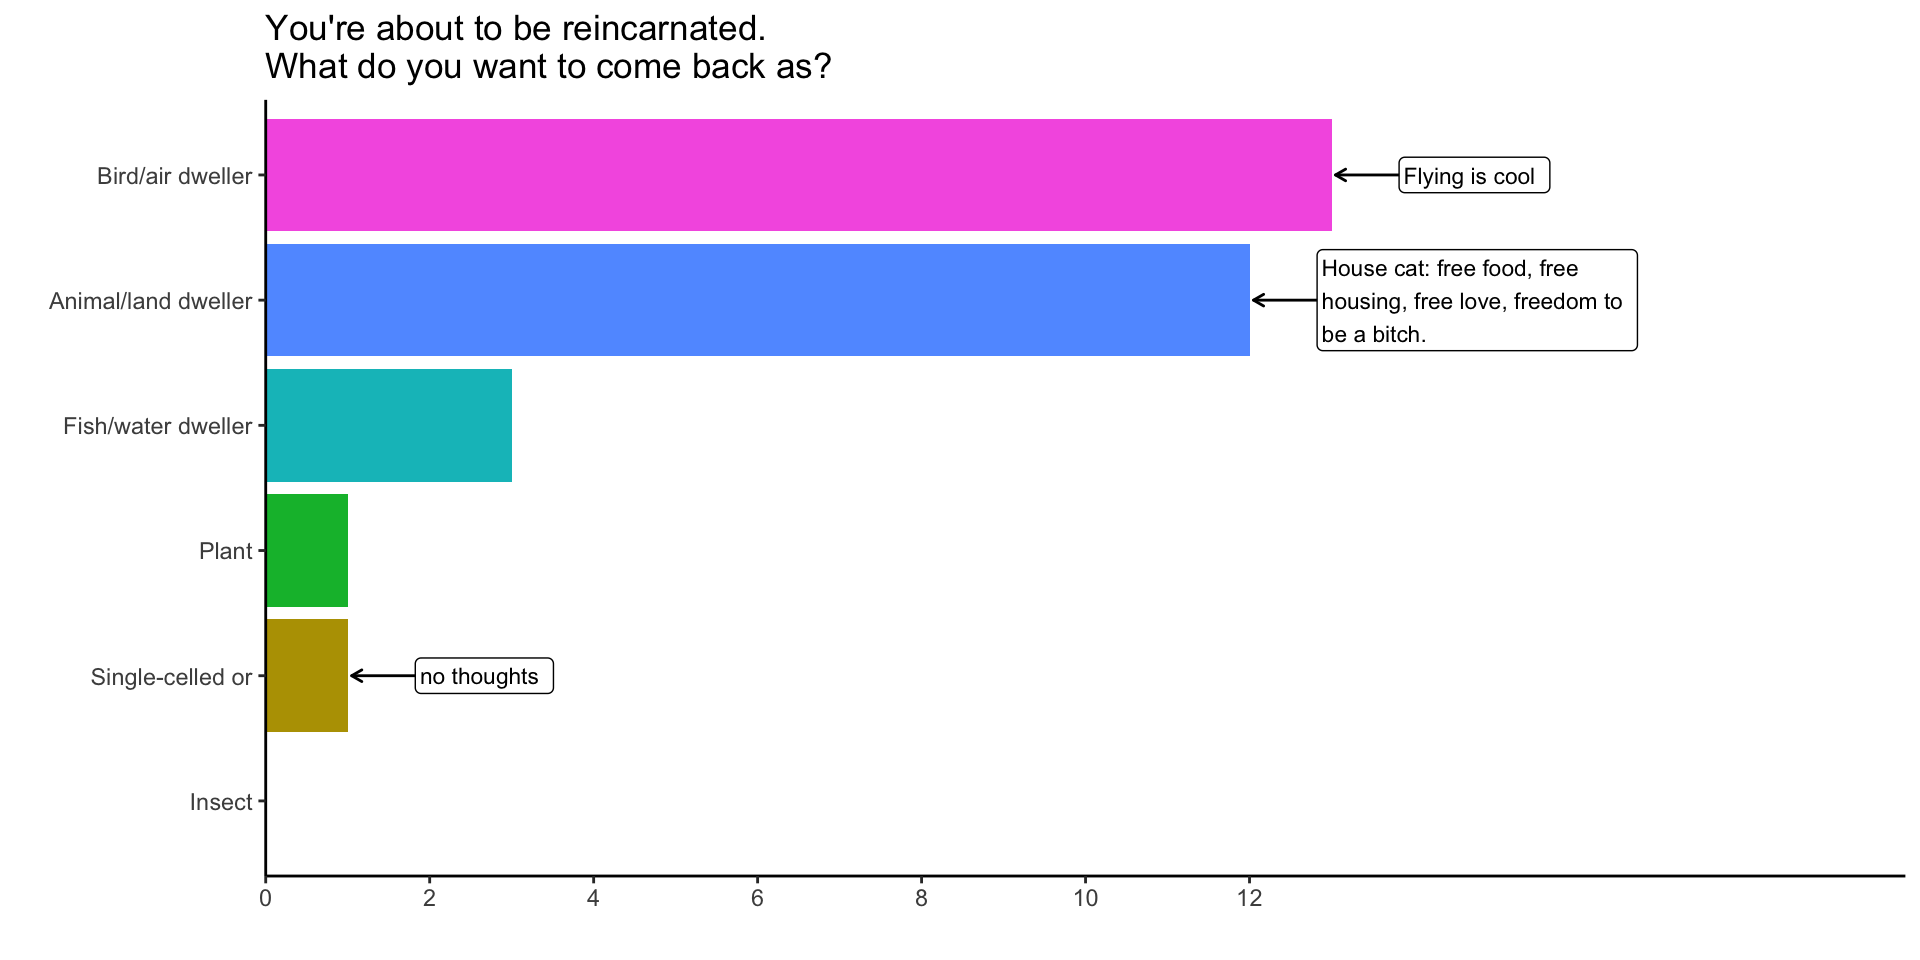 You're about to be reincarnated.
What do you want to come back as?
Bird/air dweller
Flying is cool
Animal/land dweller
House cat: free food, free
housing, free love, freedom to
be a bitch.
Fish/water dweller
Plant
Single-celled or
no thoughts
Insect
0 2 4 6 8 10 12